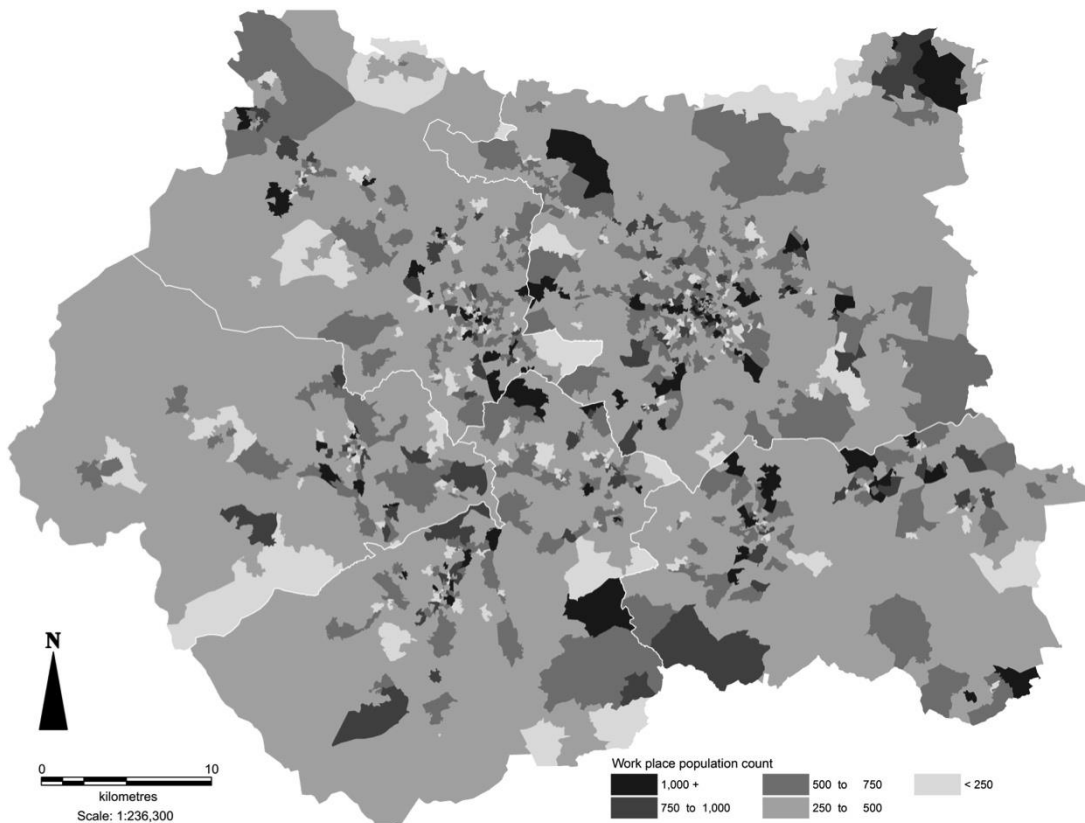 N
0 10
kilometres
Scale: 1:236,300
Work place population count
1,000 + 500 to 750 < 250
750 to 1,000 250 to 500